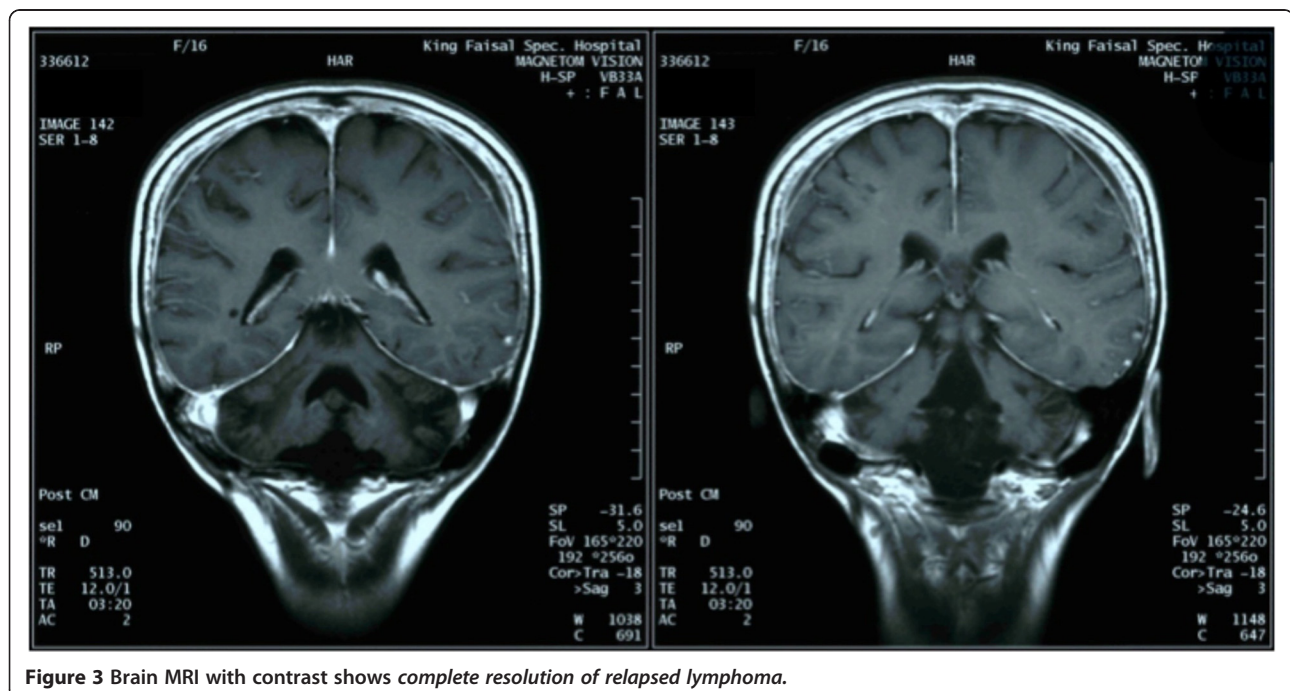 F/16
HAR
King Faisal Spec. Hospital
MAGNETOM VISION
H-SP VB33A
+ : F A L
336612
IMAGE 142
SER 1-8
RP
Post CM
sel 90
*R D
TR 513.0
TE 12.0/1
TA 03:20
AC 2
SP -31.6
SL 5.0
FoV 165*220
192 *256o
Cor>Tra -18
>Sag 3
W 1038
C 691
F/16
HAR
King Faisal Spec. Hospital
MAGNETOM VISION
H-SP VB33A
+ : F A L
336612
IMAGE 143
SER 1-8
RP
Post CM
sel 90
*R D
TR 513.0
TE 12.0/1
TA 03:20
AC 2
SP -24.6
SL 5.0
FoV 165*220
192 *256o
Cor>Tra -18
>Sag 3
W 1148
C 647
Figure 3 Brain MRI with contrast shows complete resolution of relapsed lymphoma.